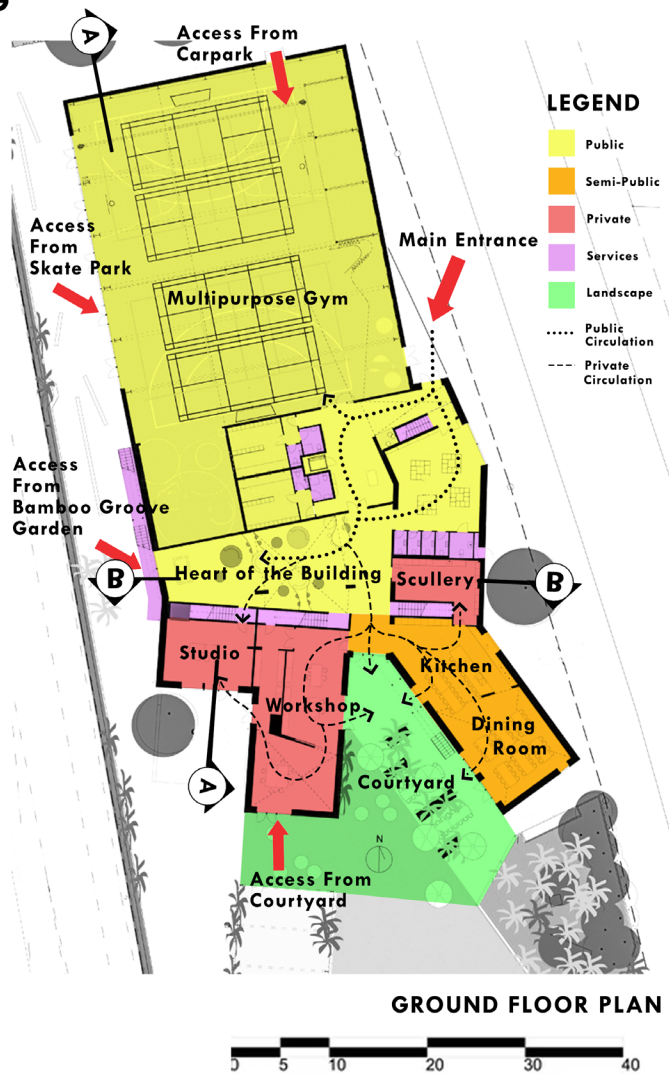 A
Access From
Carpark
LEGEND
Public
Semi-Public
Private
Services
Landscape
Public
Circulation
Private
Circulation
Access
From
Skate Park
Main Entrance
Multipurpose Gym
Access
From
Bamboo Groove
Garden
B
Heart of the Building
Scullery
B
Studio
Kitchen
Workshop
Dining
Room
Courtyard
A
N
Access From
Courtyard
GROUND FLOOR PLAN
0 5 10 20 30 40